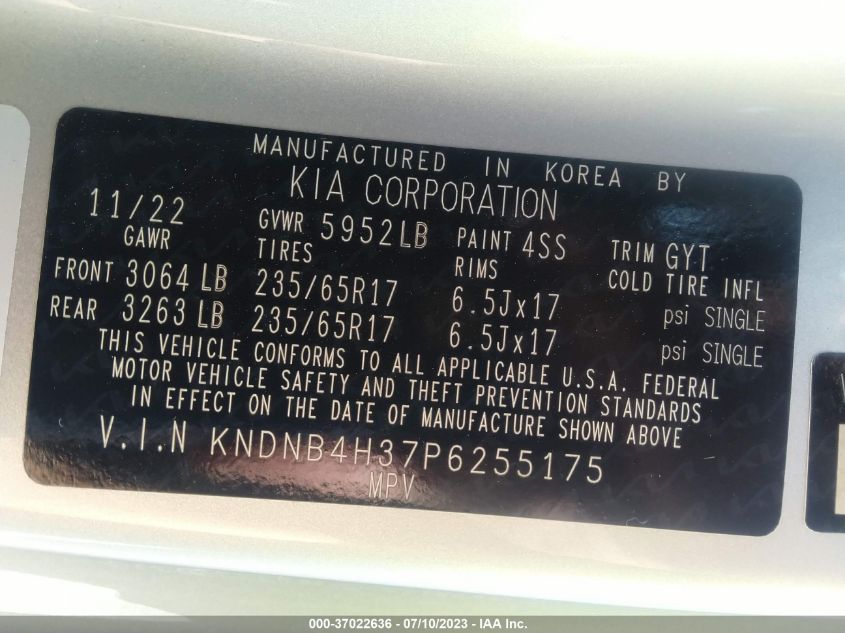 MANUFACTURED IN KOREA BY
KIA CORPORATION
11/22 GVWR 5952LB PAINT 4SS TRIM GYT
GAWR TIRES RIMS COLD TIRE INFL
FRONT 3064 LB 235/65R17 6.5Jx17 psi SINGLE
REAR 3263 LB 235/65R17 6.5Jx17 psi SINGLE
THIS VEHICLE CONFORMS TO ALL APPLICABLE U.S.A. FEDERAL
MOTOR VEHICLE SAFETY AND THEFT PREVENTION STANDARDS
IN EFFECT ON THE DATE OF MANUFACTURE SHOWN ABOVE
V.I.N KNDNB4H37P6255175
MPV
000-37022636 - 07/10/2023 - IAA Inc.